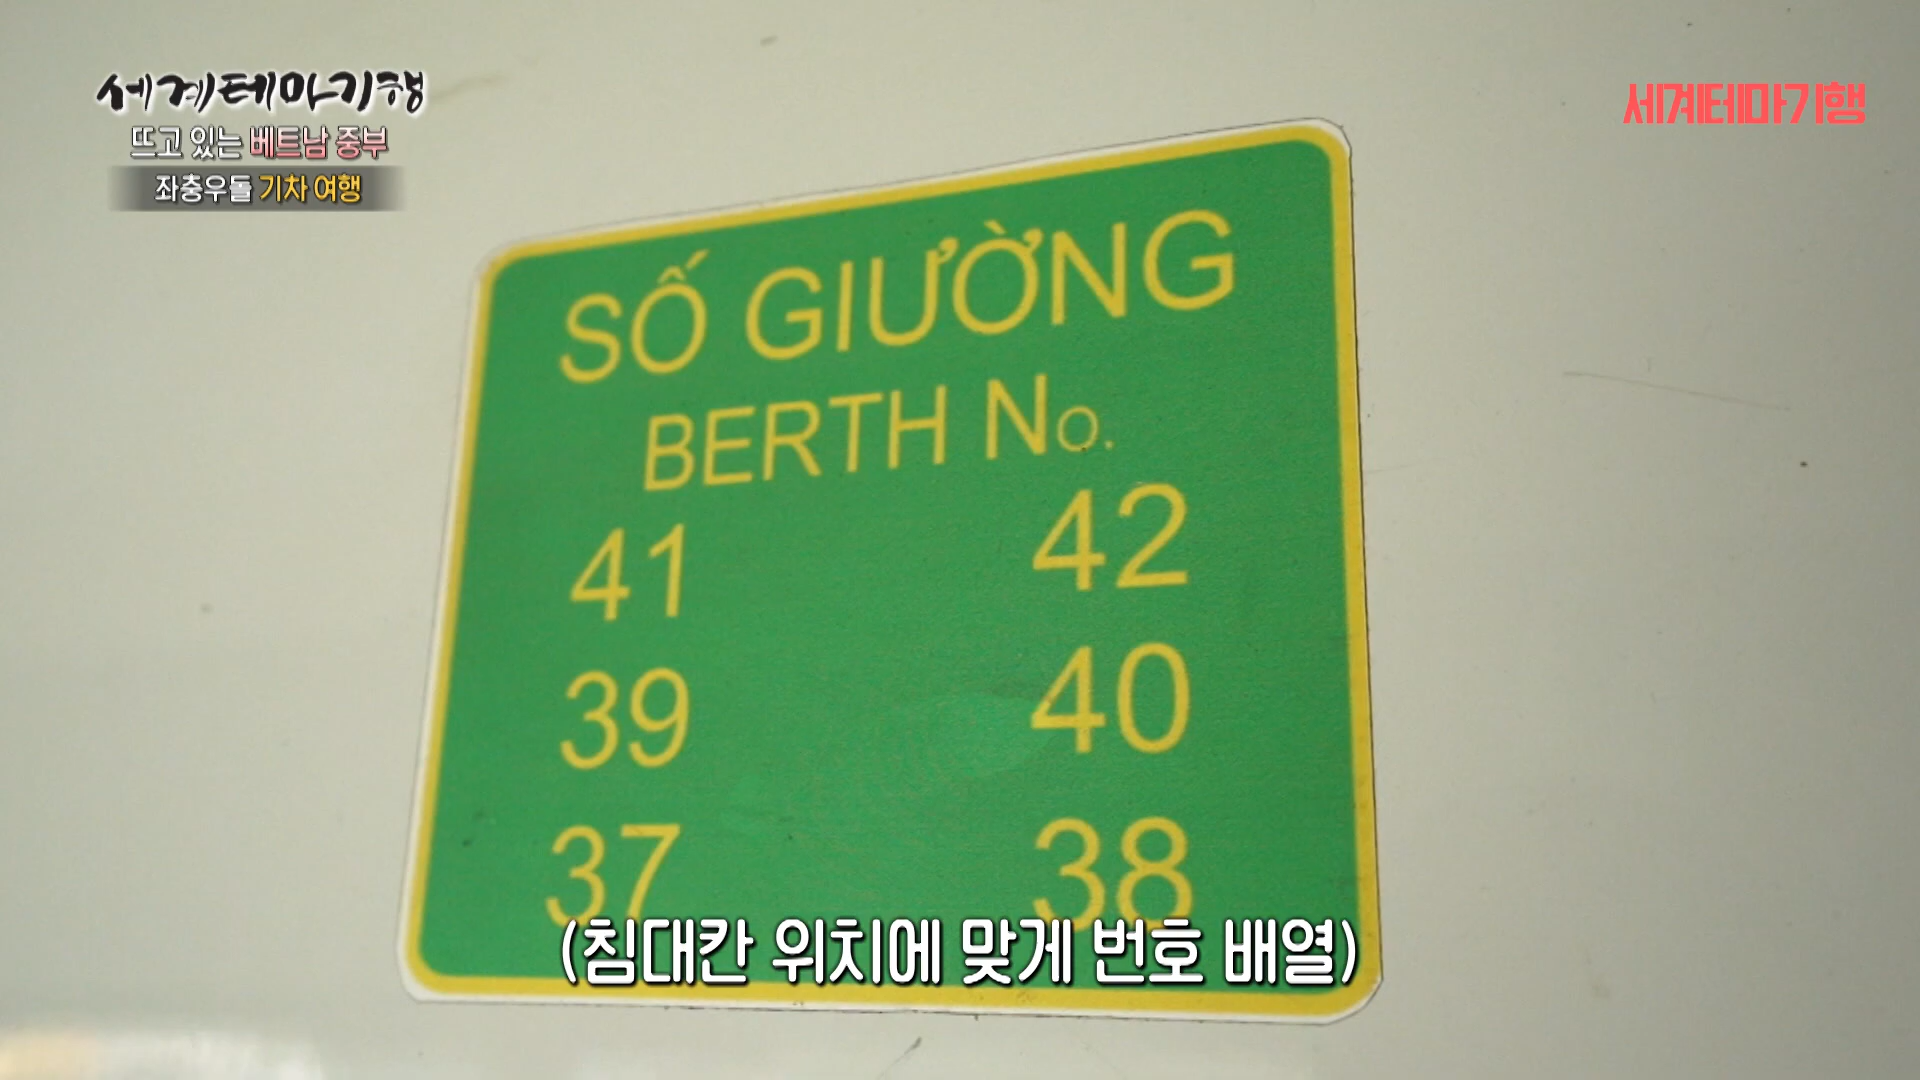 세계테마기행
뜨고 있는 베트남 중부
좌충우돌 기차 여행
세계테마기행
SỐ GIƯỜNG
BERTH No.
41 42
39 40
37 38
(침대칸 위치에 맞게 번호 배열)